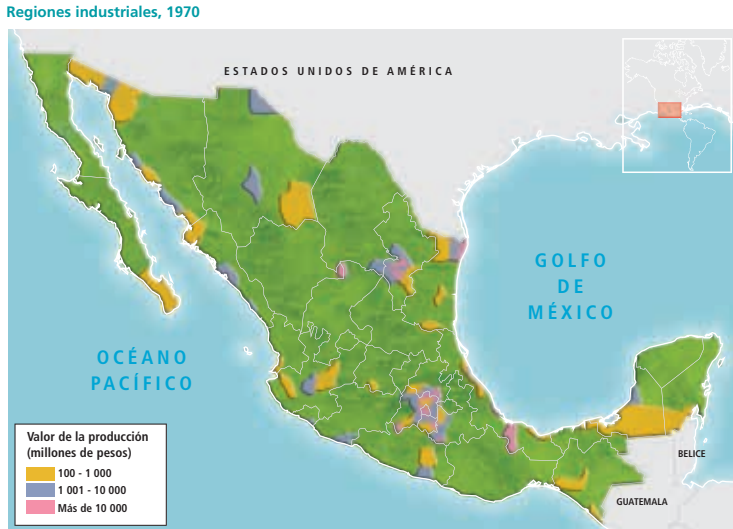 Regiones industriales, 1970
ESTADOS UNIDOS DE AMÉRICA
GOLFO
DE
MÉXICO
OCÉANO
PACÍFICO
Valor de la producción
(millones de pesos)
100 - 1 000
1 001 - 10 000
Más de 10 000
BELICE
GUATEMALA